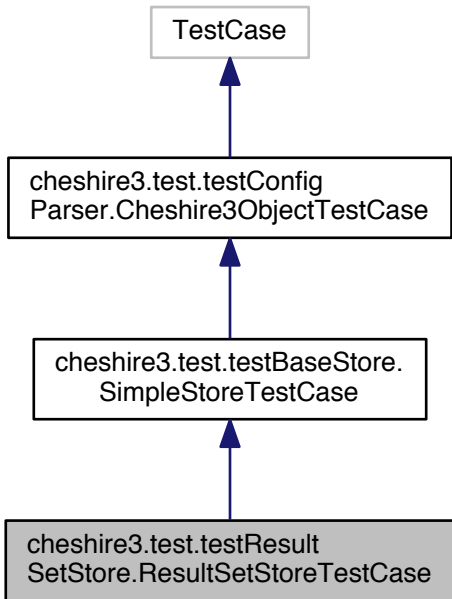 TestCase
cheshire3.test.testConfig
Parser.Cheshire3ObjectTestCase
cheshire3.test.testBaseStore.
SimpleStoreTestCase
cheshire3.test.testResult
SetStore.ResultSetStoreTestCase